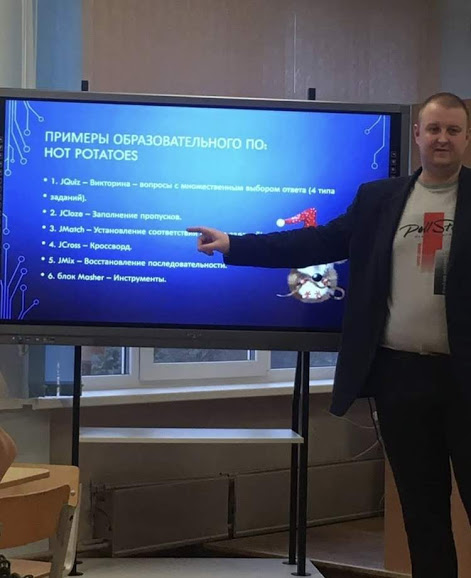 ПРИМЕРЫ ОБРАЗОВАТЕЛЬНОГО ПО:
HOT POTATOES
• 1. JQuiz – Викторина – вопросы с множественным выбором ответа (4 типа
заданий).
• 2. JCloze – Заполнение пропусков.
• 3. JMatch – Установление соответствий
• 4. JCross – Кроссворд.
• 5. JMix – Восстановление последовательности.
• 6. блок Masher – Инструменты.